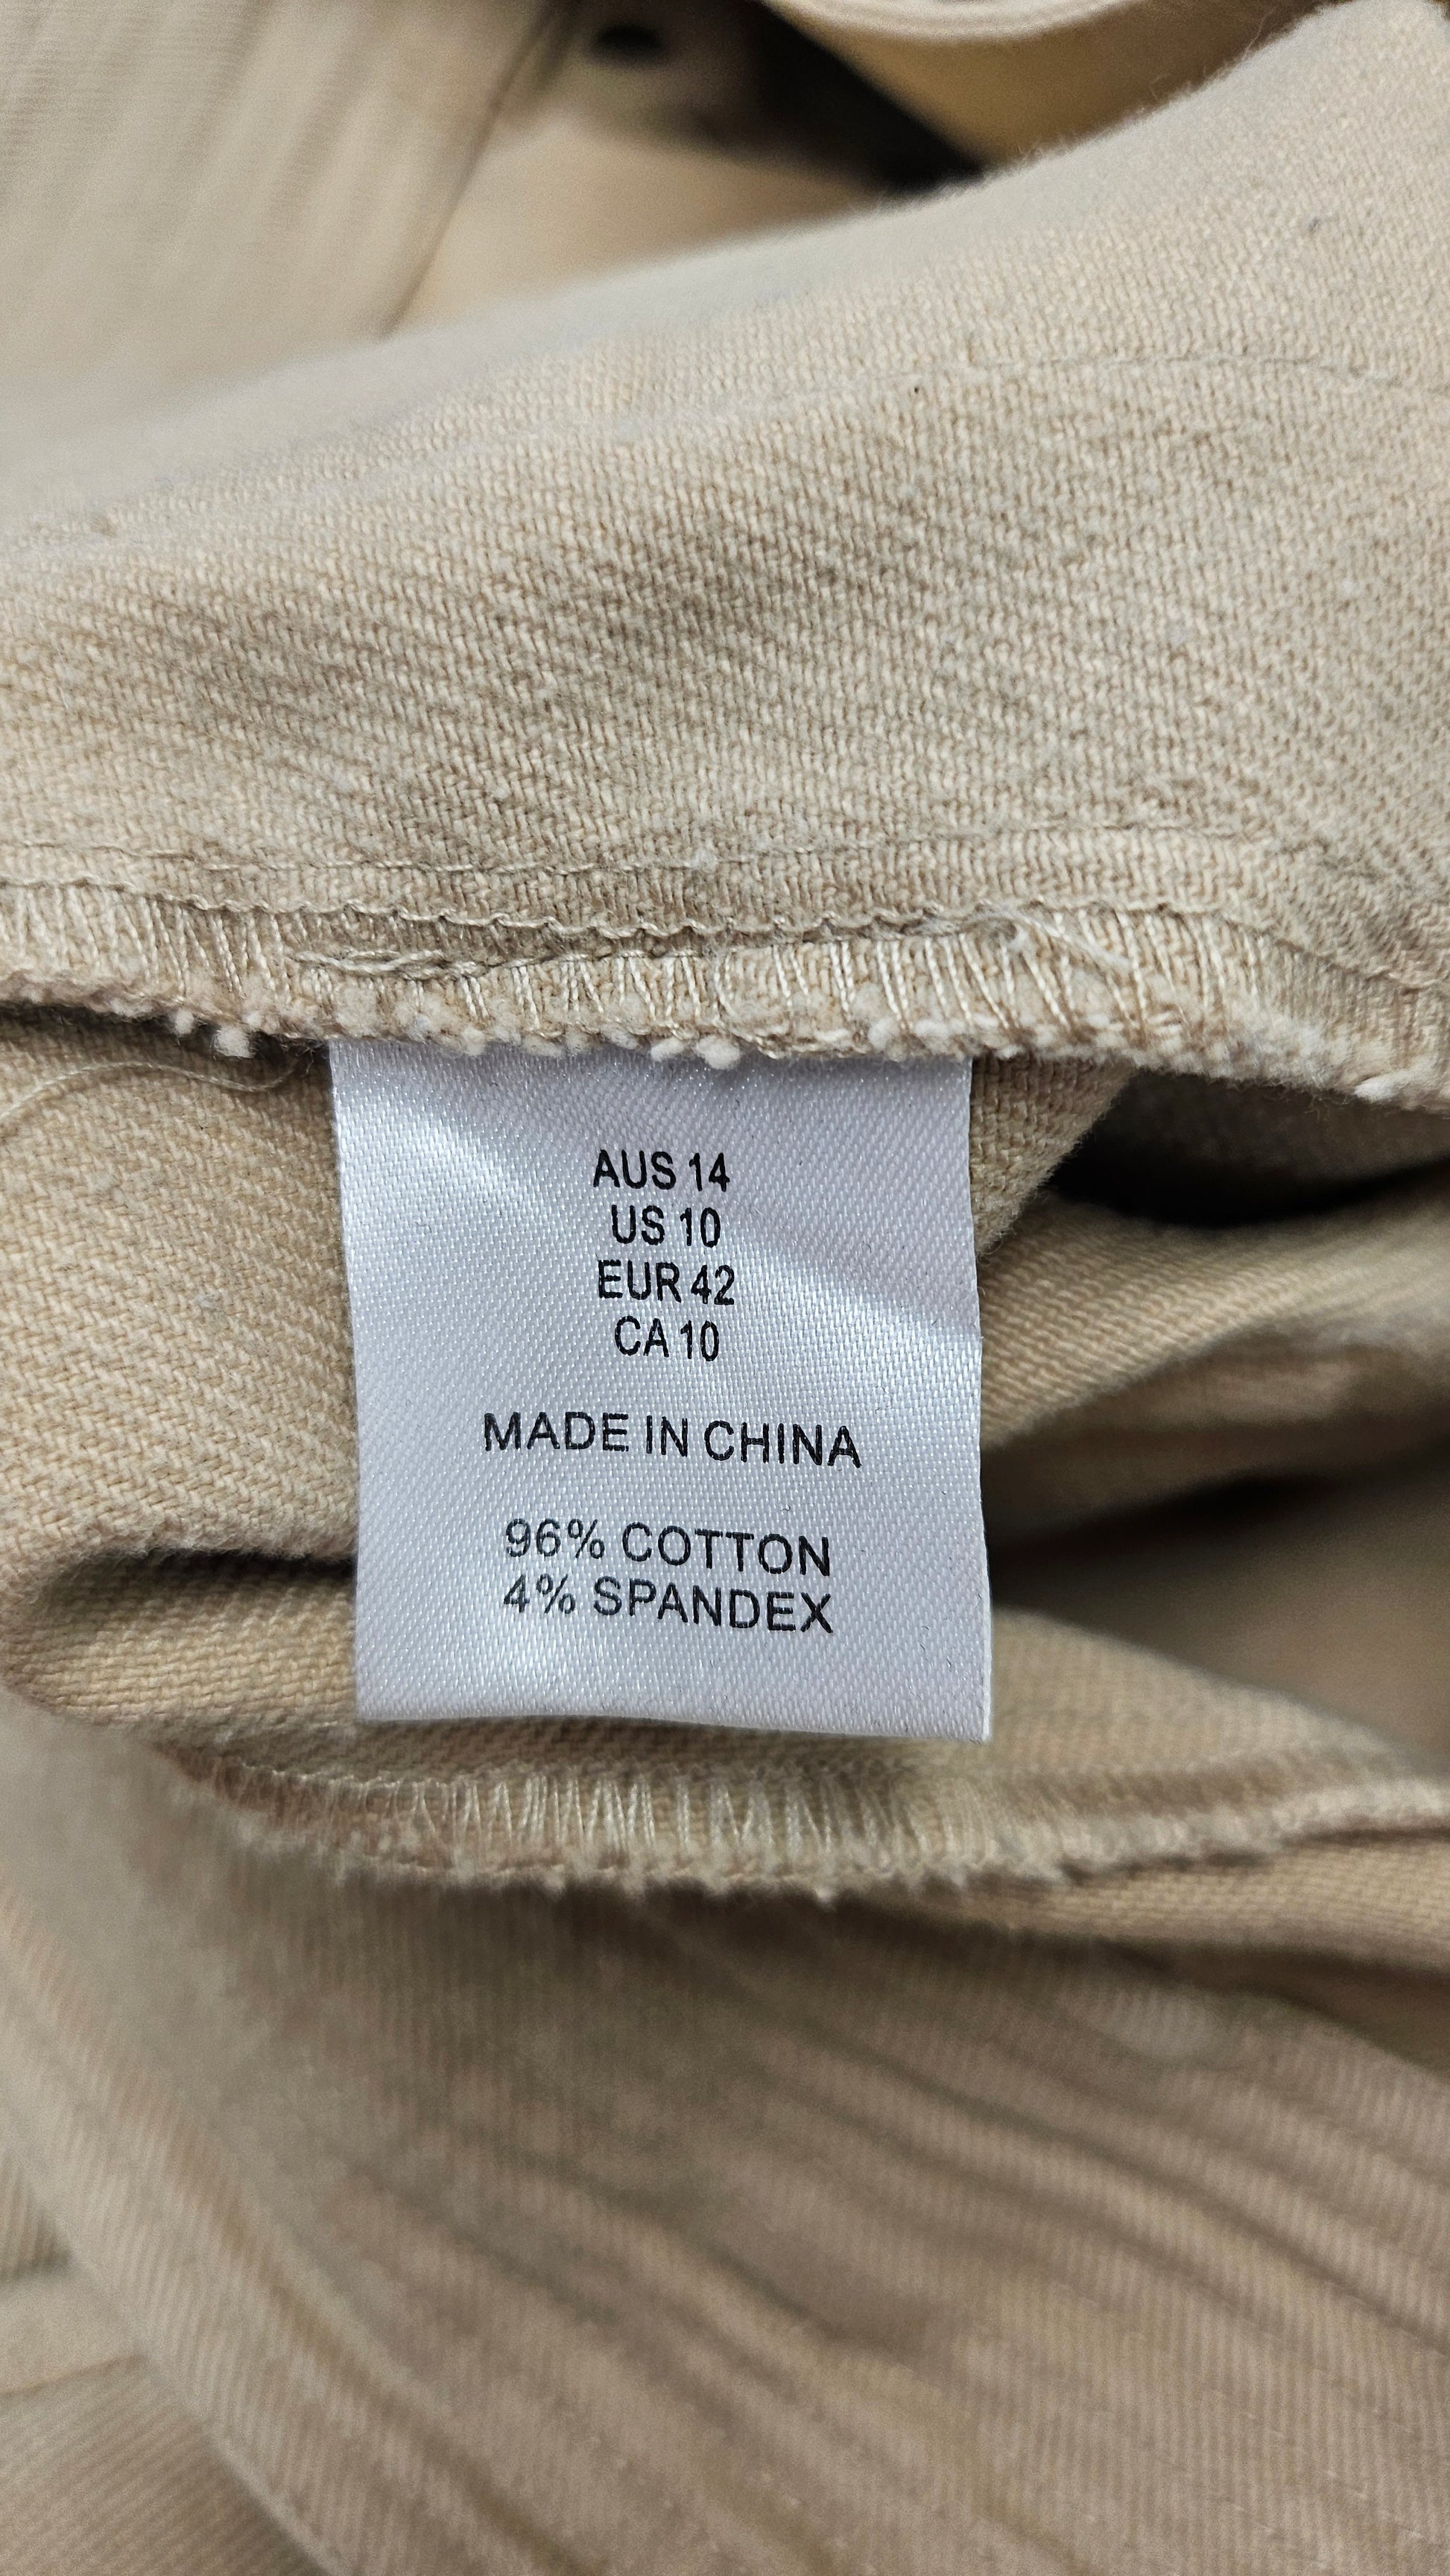 AUS 14
US 10
EUR 42
CA 10
MADE IN CHINA
96% COTTON
4% SPANDEX